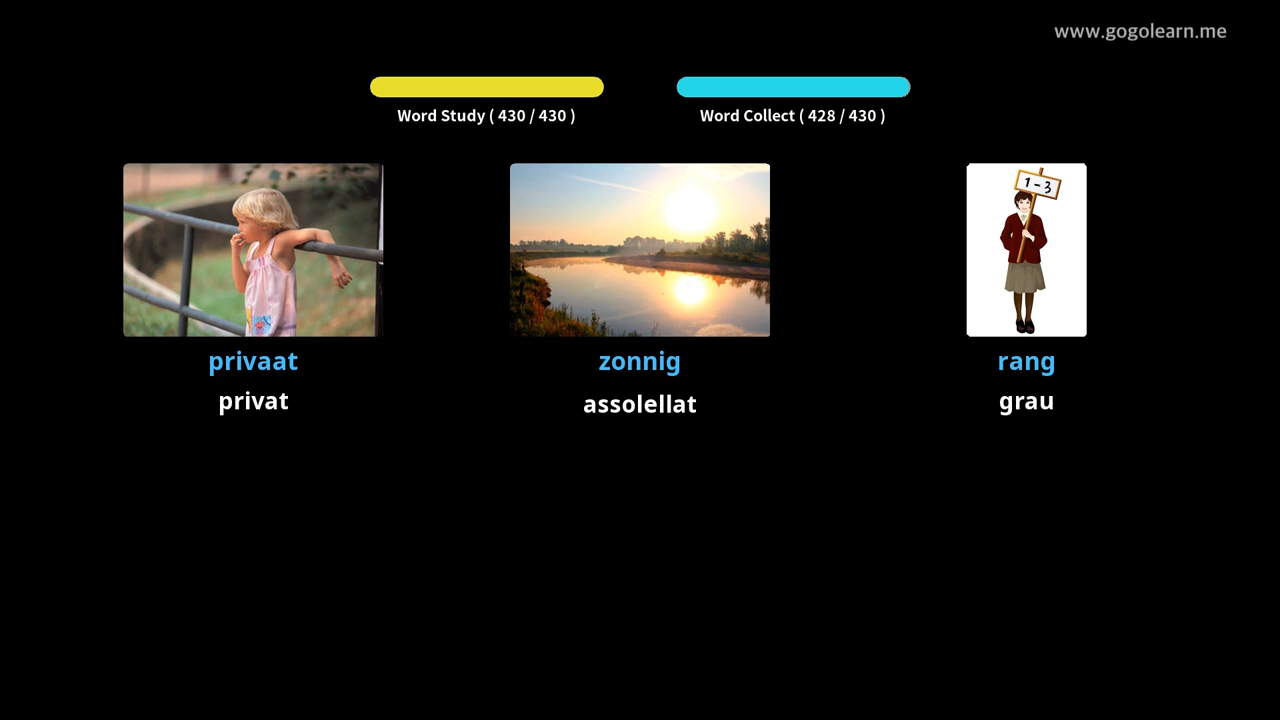 www.gogolearn.me
Word Study ( 430 / 430 )
Word Collect ( 428 / 430 )
1-3
privaat
privat
zonnig
assolellat
rang
grau